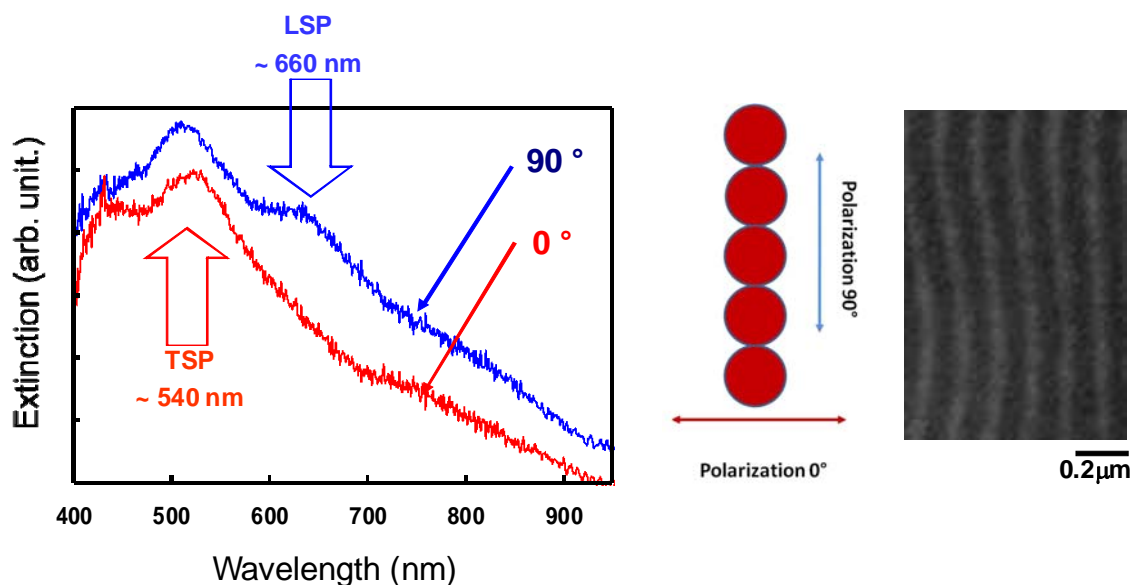 LSP
~ 660 nm
90 °
0 °
TSP
~ 540 nm
Extinction (arb. unit.)
400 500 600 700 800 900
Wavelength (nm)
Polarization 90°
Polarization 0°
0.2μm